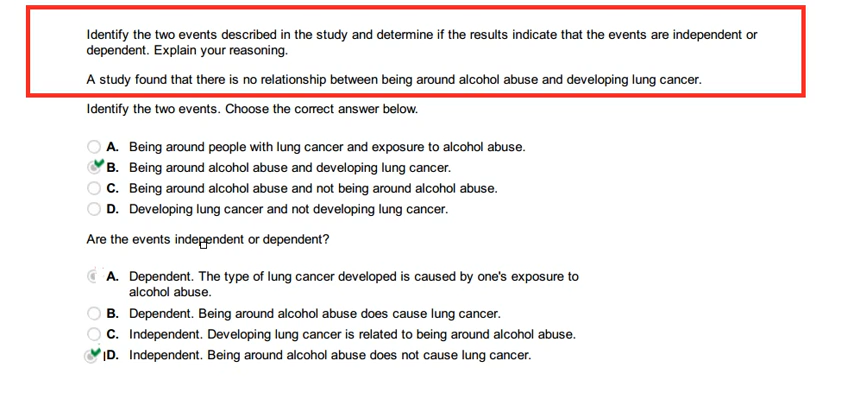 Identify the two events described in the study and determine if the results indicate that the events are independent or
dependent. Explain your reasoning.
A study found that there is no relationship between being around alcohol abuse and developing lung cancer.
Identify the two events. Choose the correct answer below.
A. Being around people with lung cancer and exposure to alcohol abuse.
B. Being around alcohol abuse and developing lung cancer.
C. Being around alcohol abuse and not being around alcohol abuse.
D. Developing lung cancer and not developing lung cancer.
Are the events independent or dependent?
A. Dependent. The type of lung cancer developed is caused by one's exposure to
alcohol abuse.
B. Dependent. Being around alcohol abuse does cause lung cancer.
C. Independent. Developing lung cancer is related to being around alcohol abuse.
D. Independent. Being around alcohol abuse does not cause lung cancer.